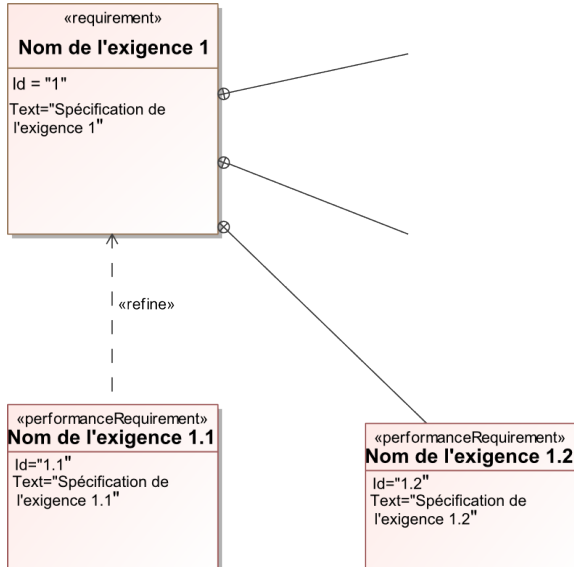 «requirement»
Nom de l'exigence 1
Id = "1"
Text="Spécification de
l'exigence 1"
«refine»
«performanceRequirement»
Nom de l'exigence 1.1
Id="1.1"
Text="Spécification de
l'exigence 1.1"
«performanceRequirement»
Nom de l'exigence 1.2
Id="1.2"
Text="Spécification de
l'exigence 1.2"